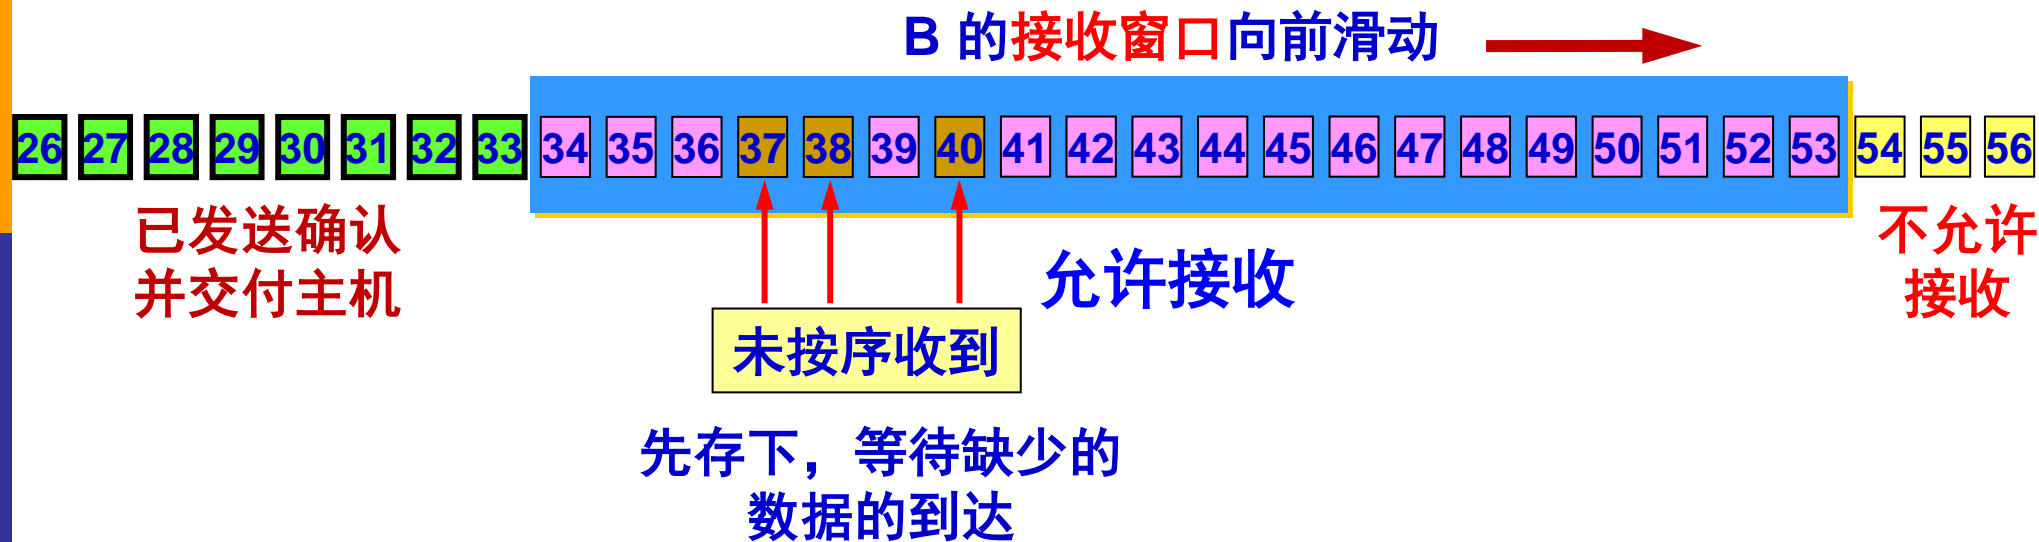 B 的接收窗口向前滑动
26 27 28 29 30 31 32 33 34 35 36 37 38 39 40 41 42 43 44 45 46 47 48 49 50 51 52 53 54 55 56
已发送确认
并交付主机
允许接收
不允许
接收
未按序收到
先存下，等待缺少的
数据的到达